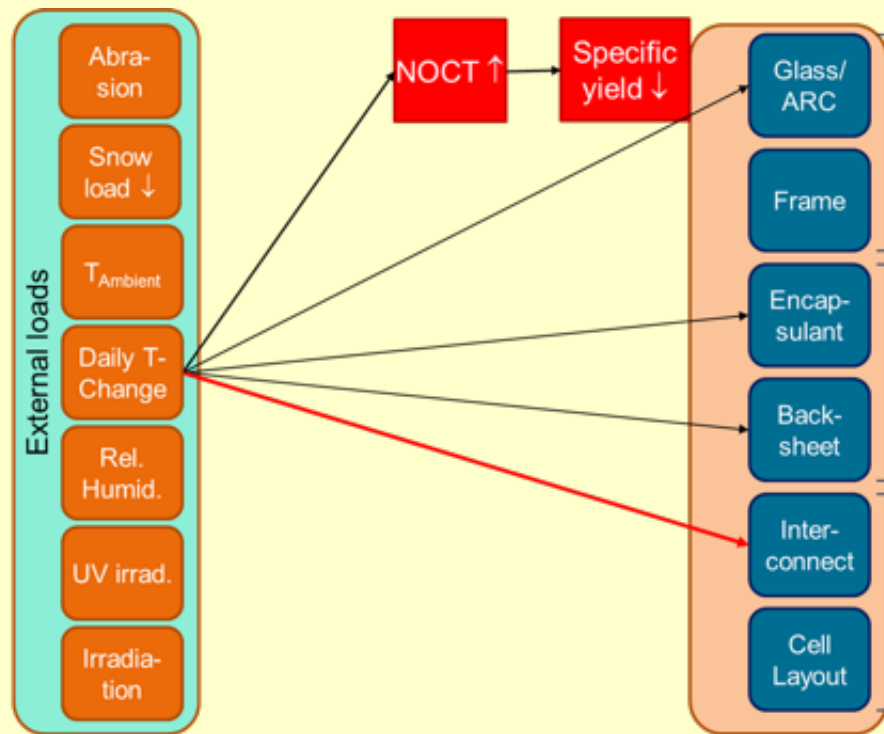 External loads
Abra-
sion
Snow
load ↓
TAmbient
Daily T-
Change
Rel.
Humid.
UV irrad.
Irradia-
tion
NOCT ↑
Specific
yield ↓
Glass/
ARC
Frame
Encap-
sulant
Back-
sheet
Inter-
connect
Cell
Layout